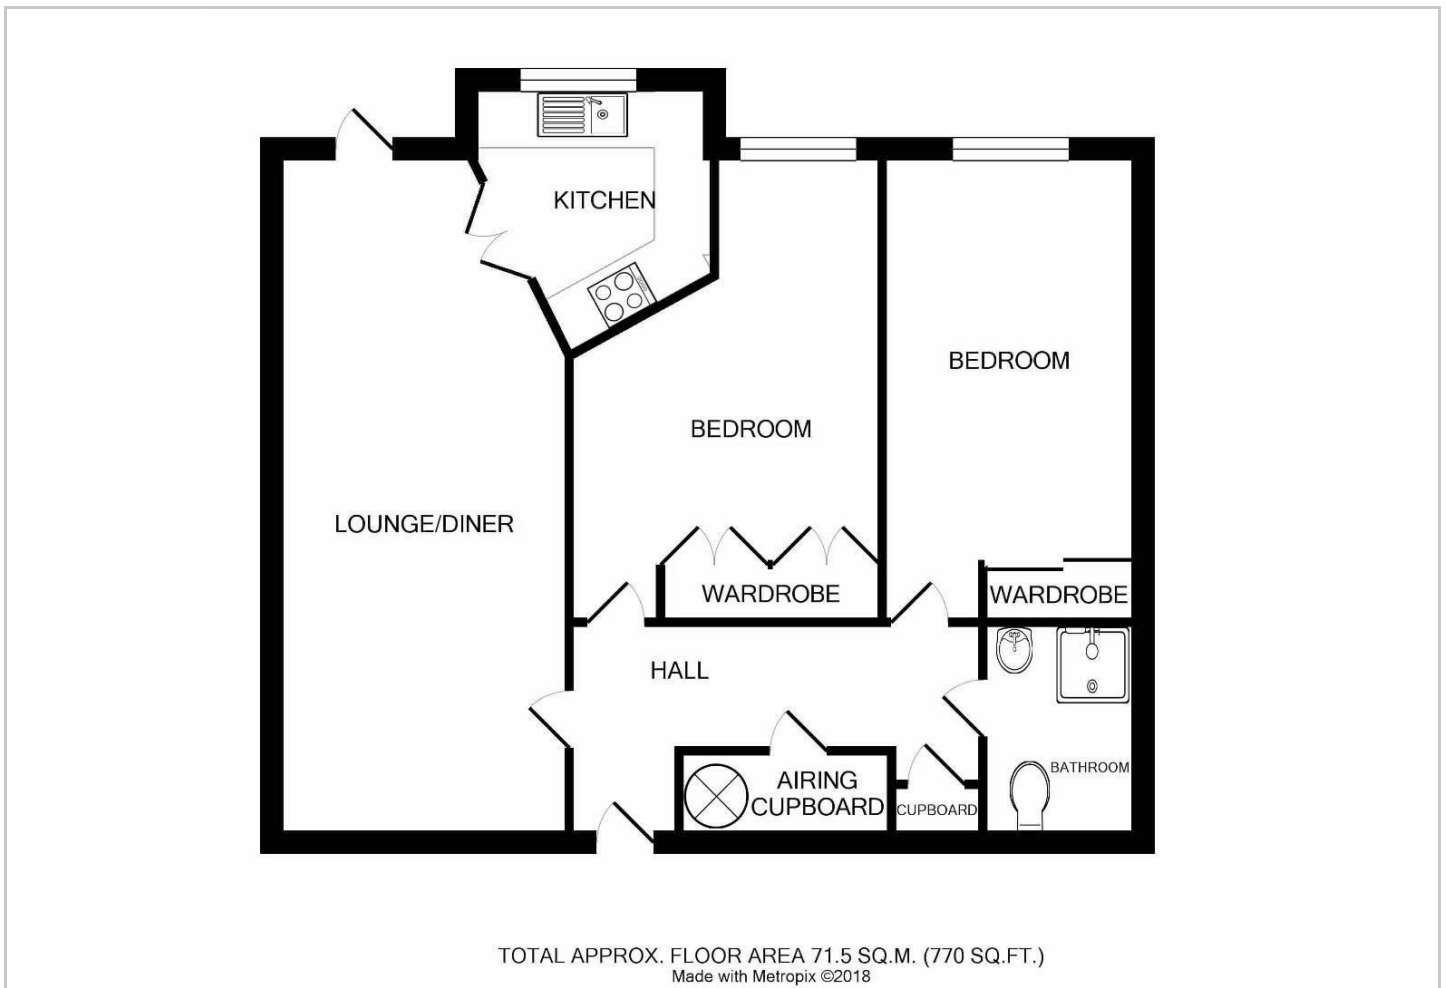 KITCHEN
BEDROOM
BEDROOM
LOUNGE/DINER
WARDROBE
WARDROBE
HALL
BATHROOM
AIRING
CUPBOARD
CUPBOARD
TOTAL APPROX. FLOOR AREA 71.5 SQ.M. (770 SQ.FT.)
Made with Metropix ©2018